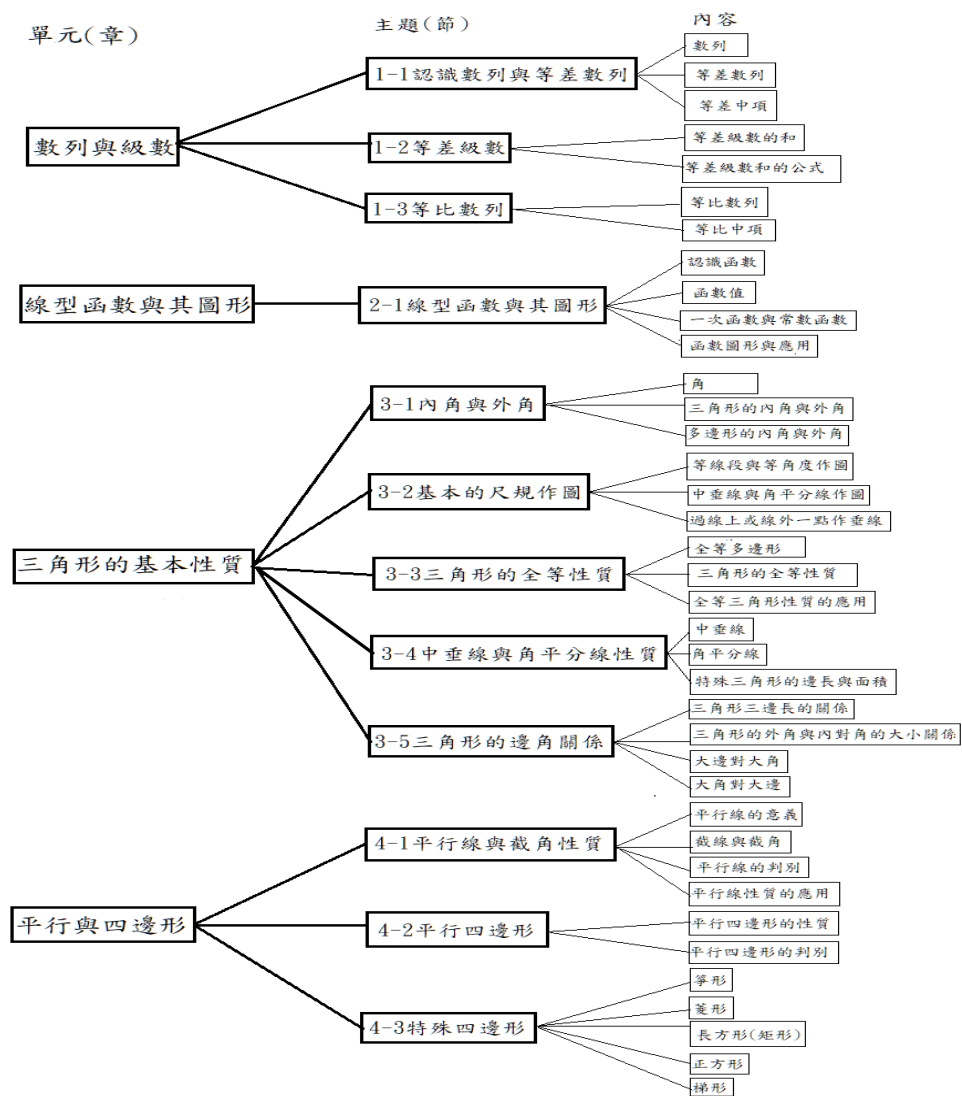 單元(章)
主題(節)
內容
數列與級數
1-1認識數列與等差數列
數列
等差數列
等差中項
1-2等差級數
等差級數的和
等差級數和的公式
1-3等比數列
等比數列
等比中項
線型函數與其圖形
2-1線型函數與其圖形
認識函數
函數值
一次函數與常數函數
函數圖形與應用
三角形的基本性質
3-1內角與外角
角
三角形的內角與外角
多邊形的內角與外角
3-2基本的尺規作圖
等線段與等角度作圖
中垂線與角平分線作圖
過線上或線外一點作垂線
3-3三角形的全等性質
全等多邊形
三角形的全等性質
全等三角形性質的應用
3-4中垂線與角平分線性質
中垂線
角平分線
特殊三角形的邊長與面積
3-5三角形的邊角關係
三角形三邊長的關係
三角形的外角與內對角的大小關係
大邊對大角
大角對大邊
平行與四邊形
4-1平行線與截角性質
平行線的意義
截線與截角
平行線的判別
平行線性質的應用
4-2平行四邊形
平行四邊形的性質
平行四邊形的判別
4-3特殊四邊形
箏形
菱形
長方形(矩形)
正方形
梯形